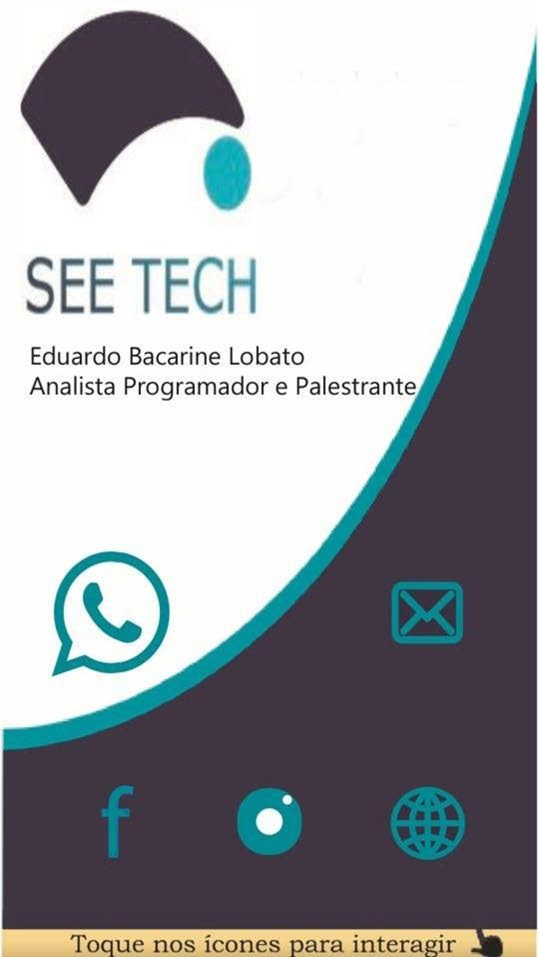 SEE TECH
Eduardo Bacarine Lobato
Analista Programador e Palestrante
Toque nos ícones para interagir